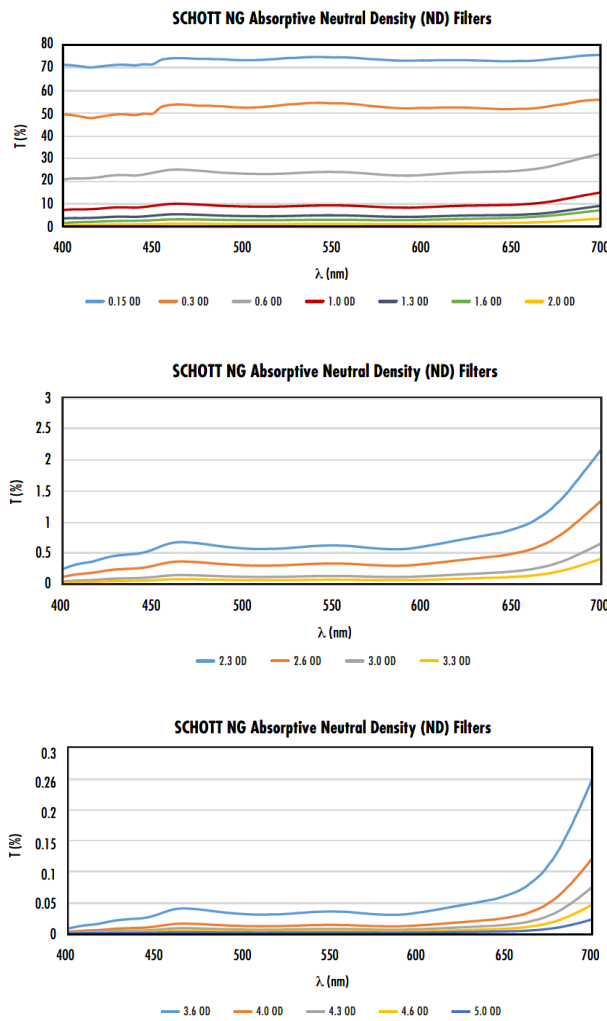 SCHOTT NG Absorptive Neutral Density (ND) Filters
80
70
60
50
40
30
20
10
0
T (%)
400 450 500 550 600 650 700
λ (nm)
0.15 OD 0.3 OD 0.6 OD 1.0 OD 1.3 OD 1.6 OD 2.0 OD
SCHOTT NG Absorptive Neutral Density (ND) Filters
3
2.5
2
1.5
1
0.5
0
T (%)
400 450 500 550 600 650 700
λ (nm)
2.3 OD 2.6 OD 3.0 OD 3.3 OD
SCHOTT NG Absorptive Neutral Density (ND) Filters
0.3
0.26
0.2
0.15
0.1
0.05
0
T (%)
400 450 500 550 600 650 700
λ (nm)
3.6 OD 4.0 OD 4.3 OD 4.6 OD 5.0 OD